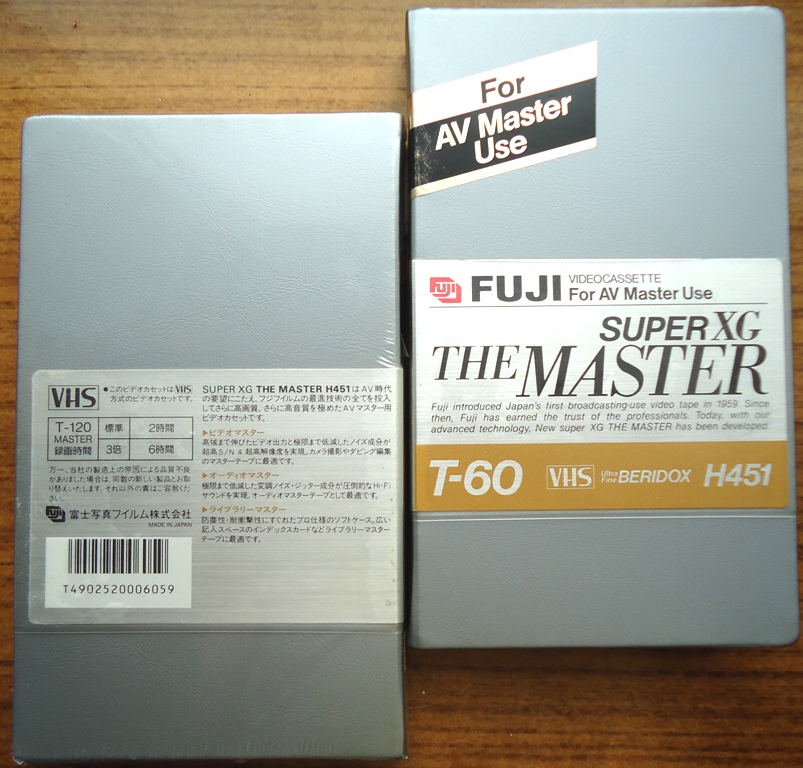 VHS
●このビデオカセットはVHS
方式のビデオカセットです。
T-120
MASTER
録画時間
標準 2時間
3倍 6時間
万一、当社の製造上の原因による品質不良
がありました場合は、同数の新しい製品とお取
り替えいたします。それ以外の責はご容赦くだ
さい。
FUJI 富士写真フイルム株式会社
MADE IN JAPAN
T4902520006059
SUPER XG THE MASTER H451はAV時代
の要望にこたえ、フジフイルムの最進技術の全てを投入
してさらに高画質、さらに高音質を極めたAVマスター用
ビデオカセットです。
▶ビデオマスター
高域まで伸びたビデオ出力と極限まで低減したノイズ成分が
超高S/N&超高解像度を実現。カメラ撮影やダビング編集
のマスターテープに最適です。
▶オーディオマスター
極限まで低減した変調ノイズ・ジッター成分が圧倒的なHi-Fi
サウンドを実現。オーディオマスターテープとして最適です。
▶ライブラリーマスター
防塵性・耐衝撃性にすぐれたプロ仕様のソフトケース。広い
記入スペースのインデックスカードなどライブラリーマスター
テープに最適です。
For
AV Master
Use
FUJI FUJI VIDEOCASSETTE
For AV Master Use
SUPER XG
THE MASTER
Fuji introduced Japan's first broadcasting-use video tape in 1959. Since
then, Fuji has earned the trust of the professionals. Today, with our
advanced technology, New super XG THE MASTER has been developed.
T-60 VHS Ultra Fine BERIDOX H451